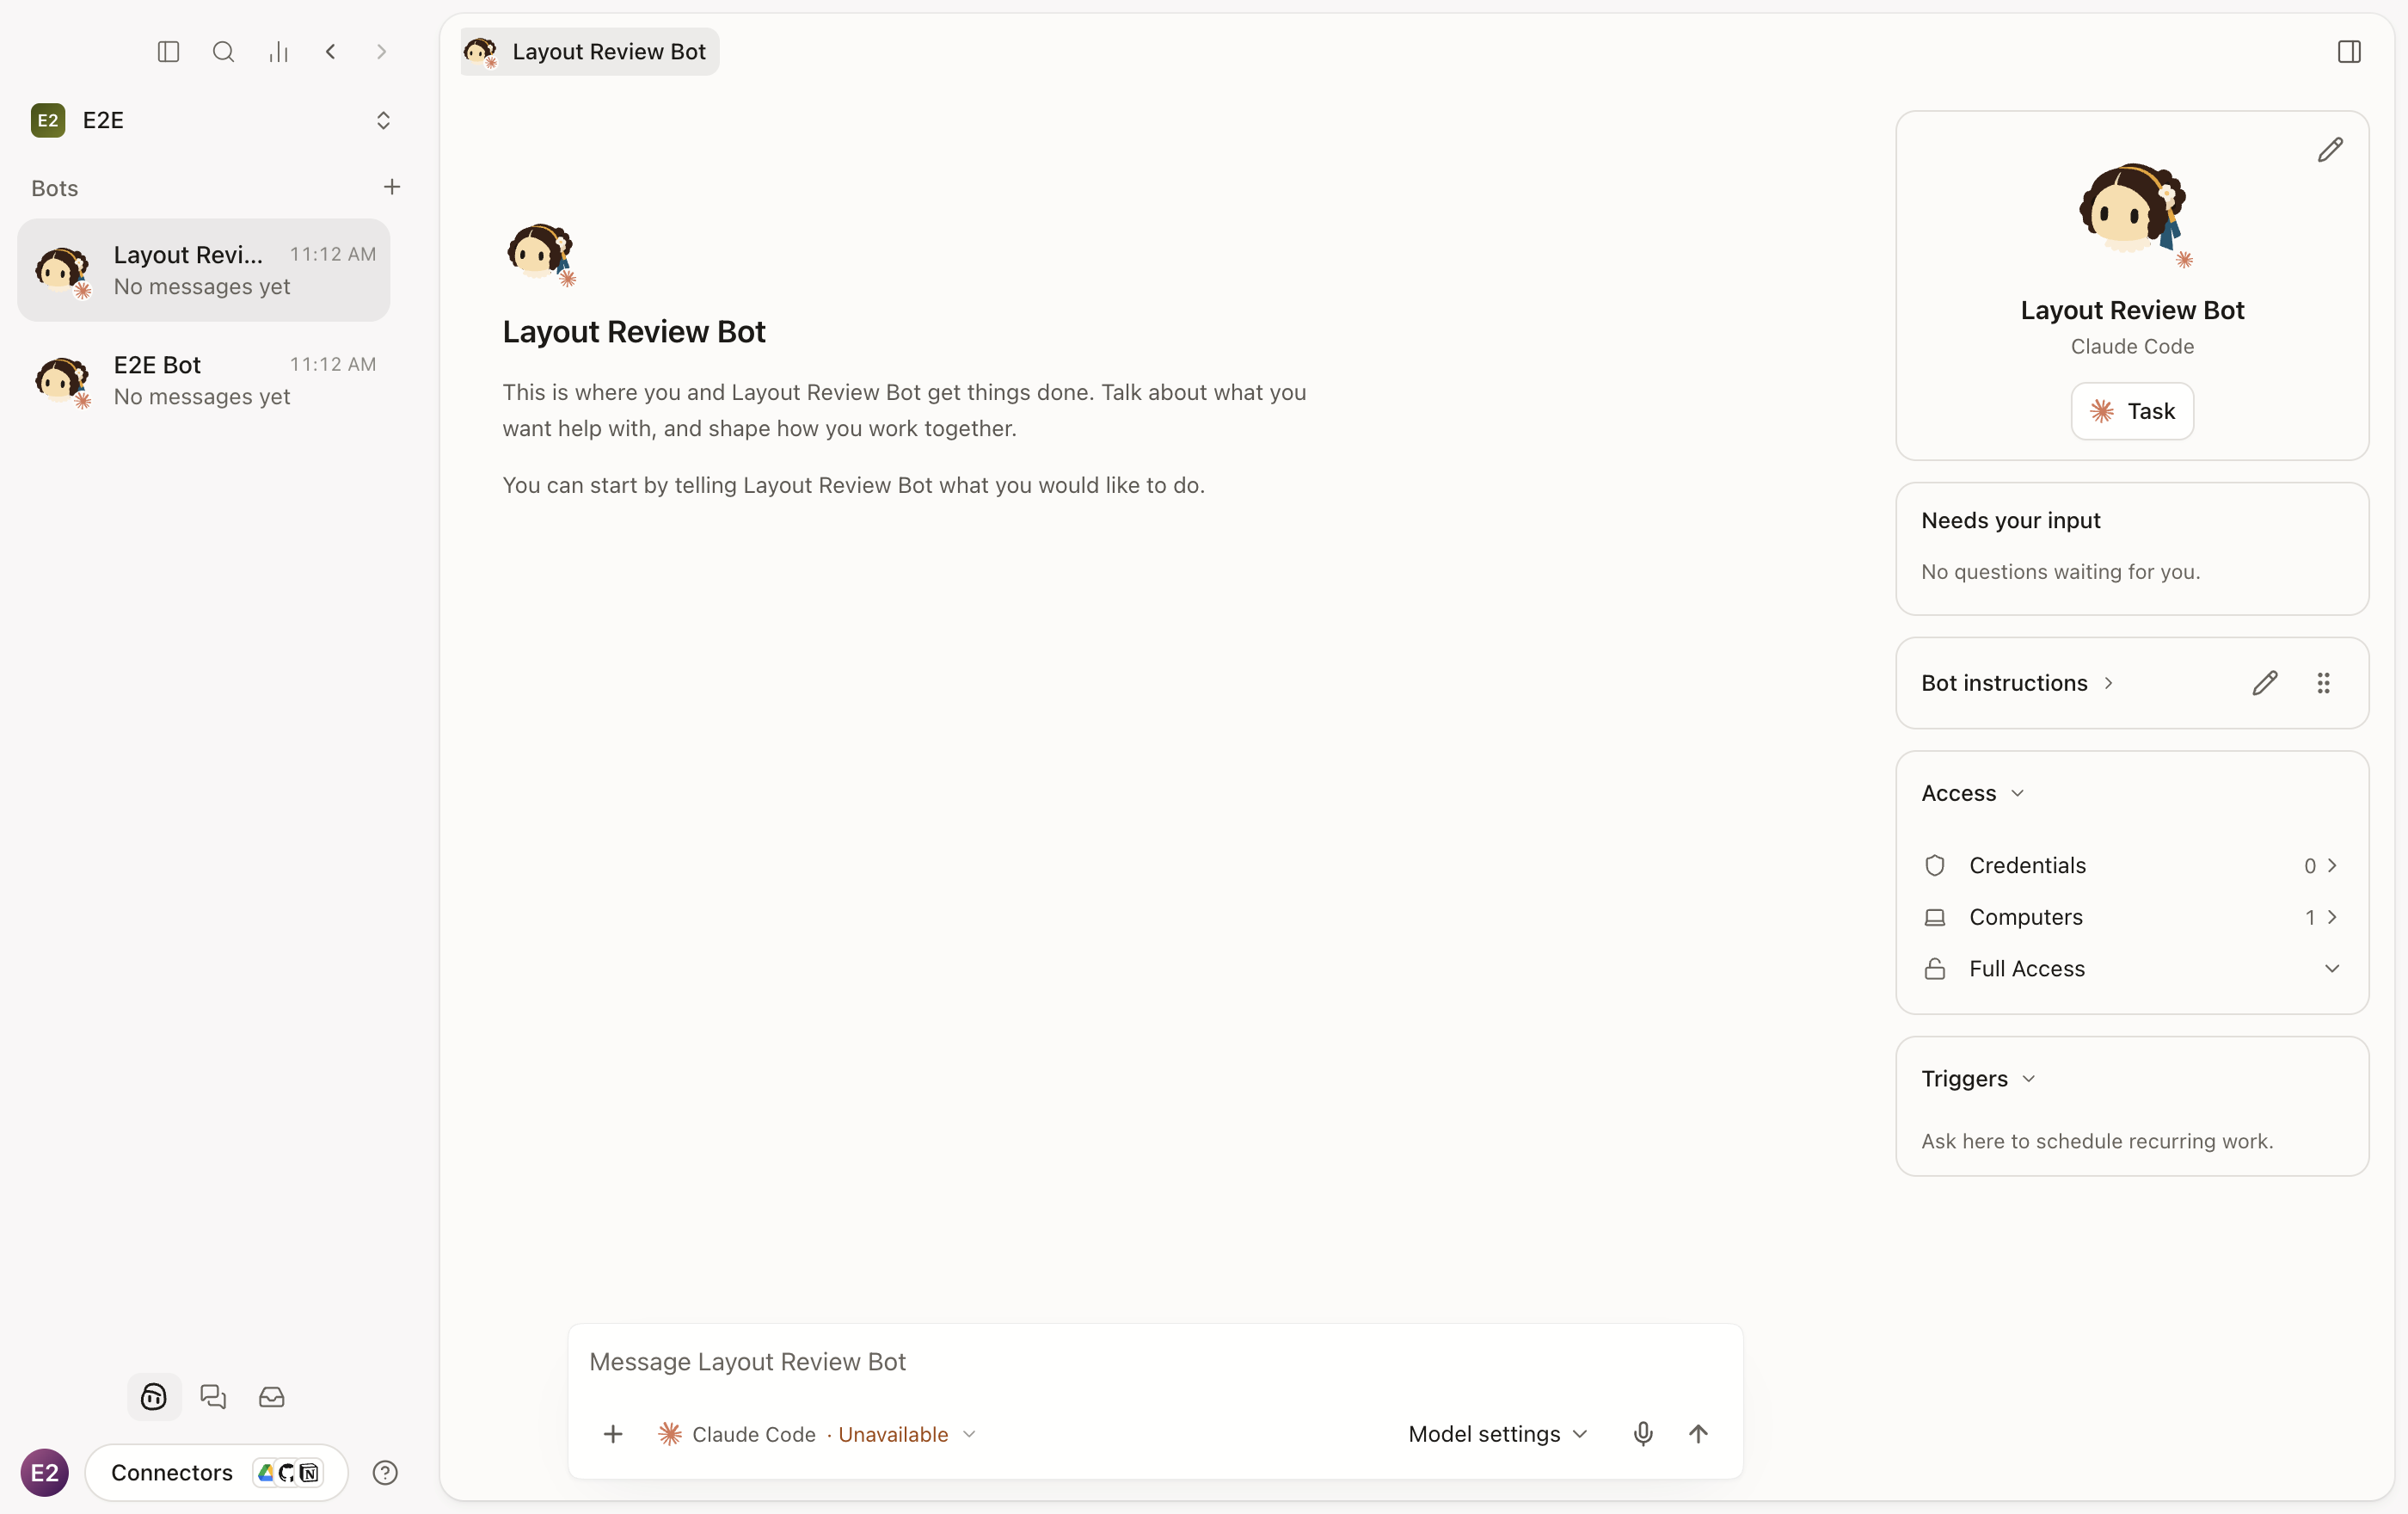 Layout Review Bot
E2 E2E
Bots
Layout Revi... 11:12 AM
No messages yet
E2E Bot 11:12 AM
No messages yet
E2 Connectors
Layout Review Bot
This is where you and Layout Review Bot get things done. Talk about what you
want help with, and shape how you work together.
You can start by telling Layout Review Bot what you would like to do.
Message Layout Review Bot
Claude Code · Unavailable
Model settings
Layout Review Bot
Claude Code
Task
Needs your input
No questions waiting for you.
Bot instructions
Access
Credentials 0
Computers 1
Full Access
Triggers
Ask here to schedule recurring work.